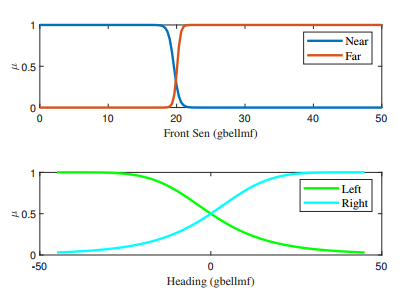 1
0.5
0
μ
0 10 20 30 40 50
Front Sen (gbellmf)
Near
Far
1
0.5
0
μ
-50 0 50
Heading (gbellmf)
Left
Right